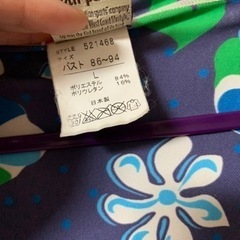 STYLE 521468
サイズ
バスト 86~94
L
ポリエステル 84%
ポリウレタン 16%
日本製